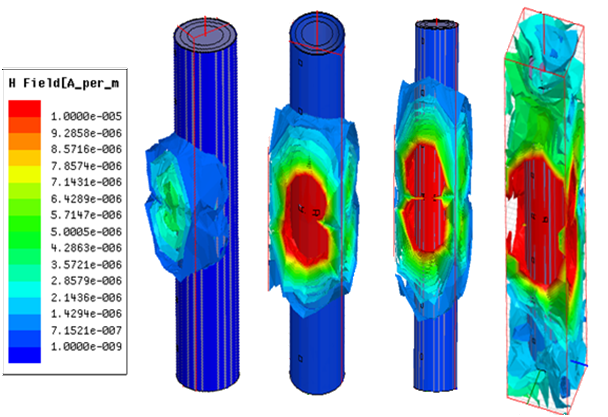 H Field[A_per_m
1.0000e-005
9.2858e-006
8.5716e-006
7.8574e-006
7.1431e-006
6.4289e-006
5.7147e-006
5.0005e-006
4.2863e-006
3.5721e-006
2.8579e-006
2.1436e-006
1.4294e-006
7.1521e-007
1.0000e-009